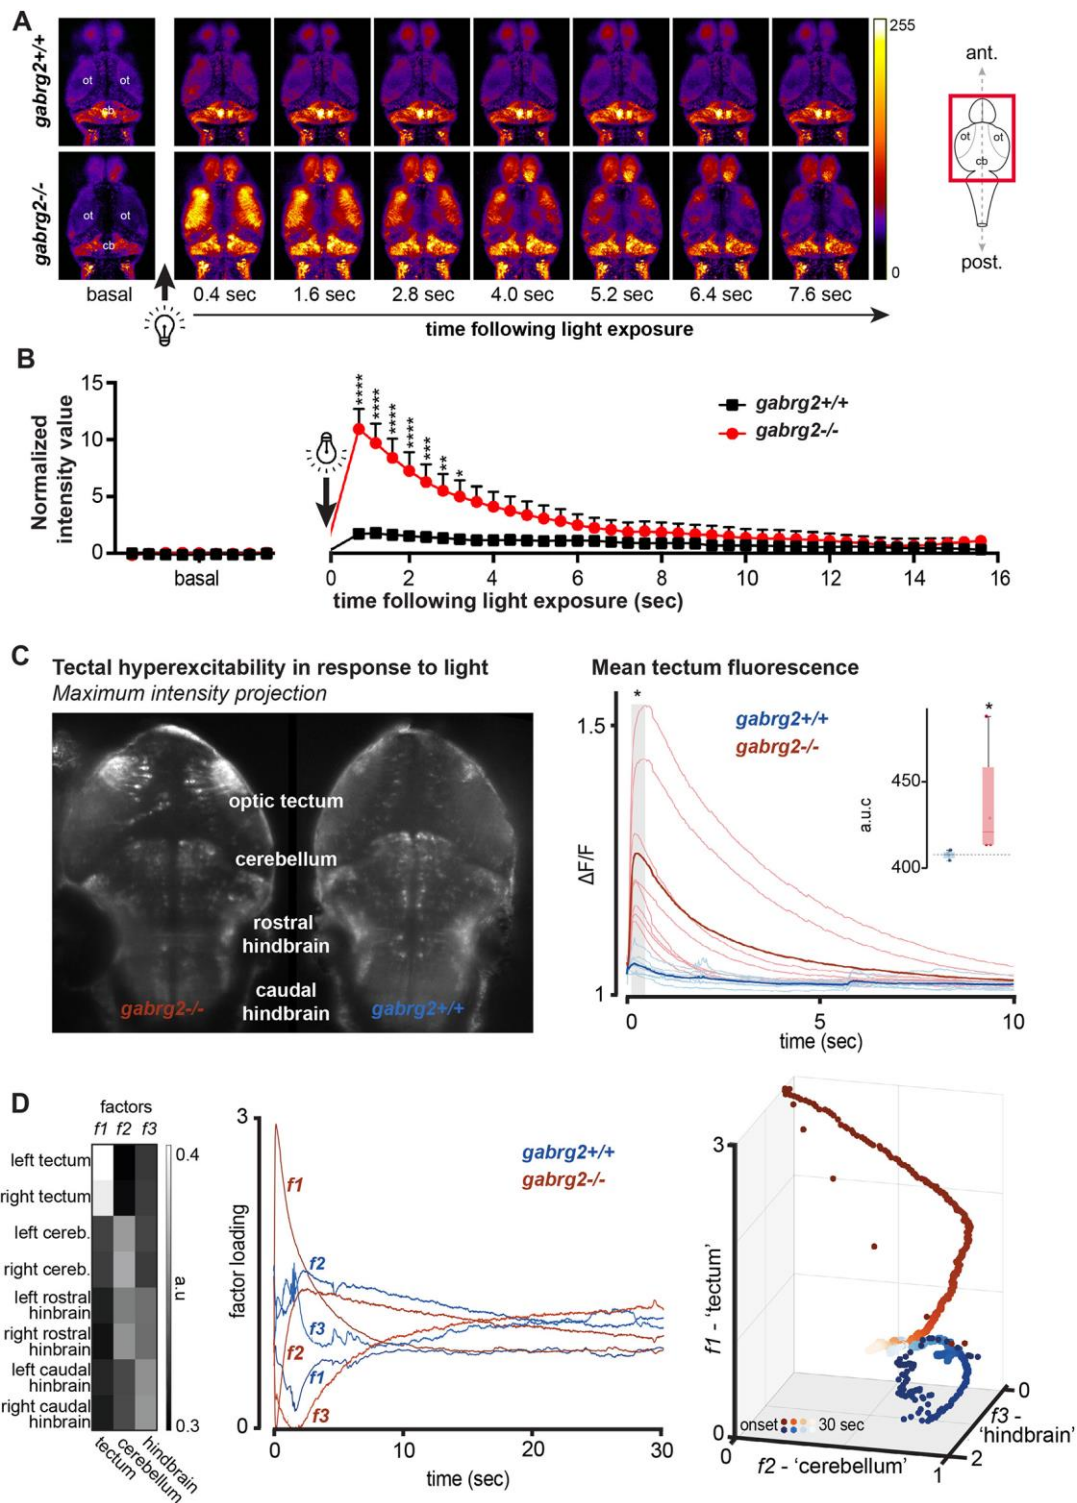 A
gabrg2+/+
ot
ot
cb
255
gabrg2-/-
ot
ot
cb
0
ant.
ot
ot
cb
post.
basal
0.4 sec
1.6 sec
2.8 sec
4.0 sec
5.2 sec
6.4 sec
7.6 sec
time following light exposure
B
Normalized
intensity value
15
10
5
0
****
****
****
****
***
**
*
gabrg2+/+
gabrg2-/-
basal
0
2
4
6
8
10
12
14
16
time following light exposure (sec)
C
Tectal hyperexcitability in response to light
Maximum intensity projection
optic tectum
cerebellum
rostral
hindbrain
caudal
hindbrain
gabrg2-/-
gabrg2+/+
Mean tectum fluorescence
*
gabrg2+/+
gabrg2-/-
1.5
ΔF/F
1
0
5
10
time (sec)
*
a.u.c
450
400
D
factors
f1 f2 f3
left tectum
right tectum
left cereb.
right cereb.
left rostral
hinbrain
right rostral
hinbrain
left caudal
hinbrain
right caudal
hinbrain
0.4
a.u
0.3
tectum
cerebellum
hindbrain
3
factor loading
0
f1
f2
f3
f1
f2
f3
gabrg2+/+
gabrg2-/-
0
10
20
30
time (sec)
3
f1 - 'tectum'
0
0
f2 - 'cerebellum'
1
2
f3 -
'hindbrain'
0
onset
30 sec